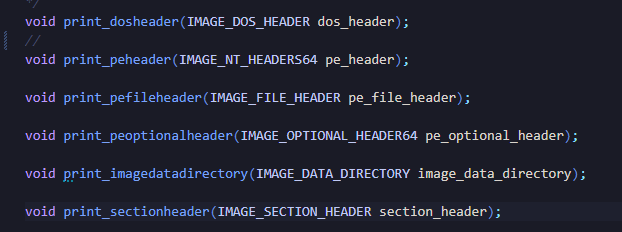 */
void print_dosheader(IMAGE_DOS_HEADER dos_header);
//
void print_peheader(IMAGE_NT_HEADERS64 pe_header);
void print_pefileheader(IMAGE_FILE_HEADER pe_file_header);
void print_peoptionalheader(IMAGE_OPTIONAL_HEADER64 pe_optional_header);
void print_imagedatadirectory(IMAGE_DATA_DIRECTORY image_data_directory);
void print_sectionheader(IMAGE_SECTION_HEADER section_header);